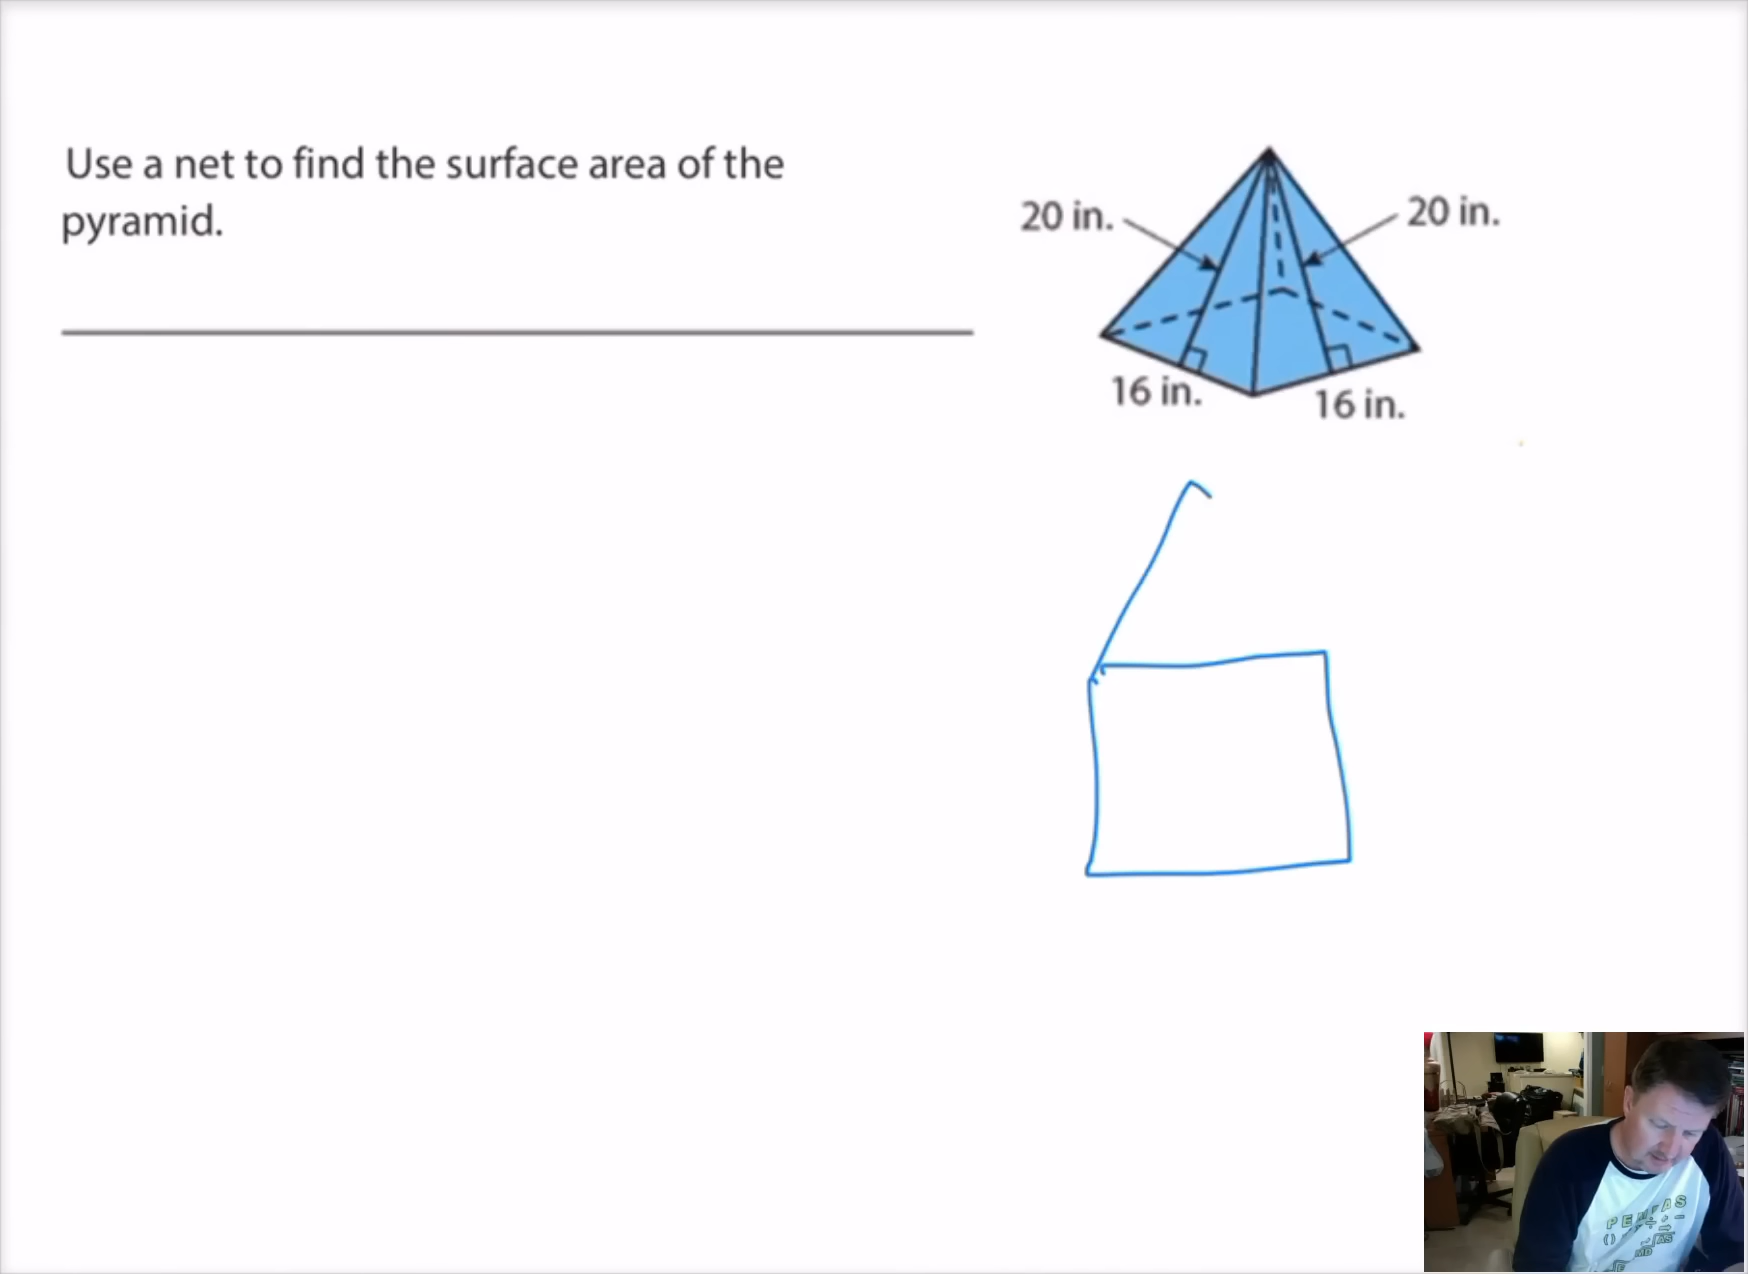 Use a net to find the surface area of the
pyramid.
20 in.
20 in.
16 in.
16 in.